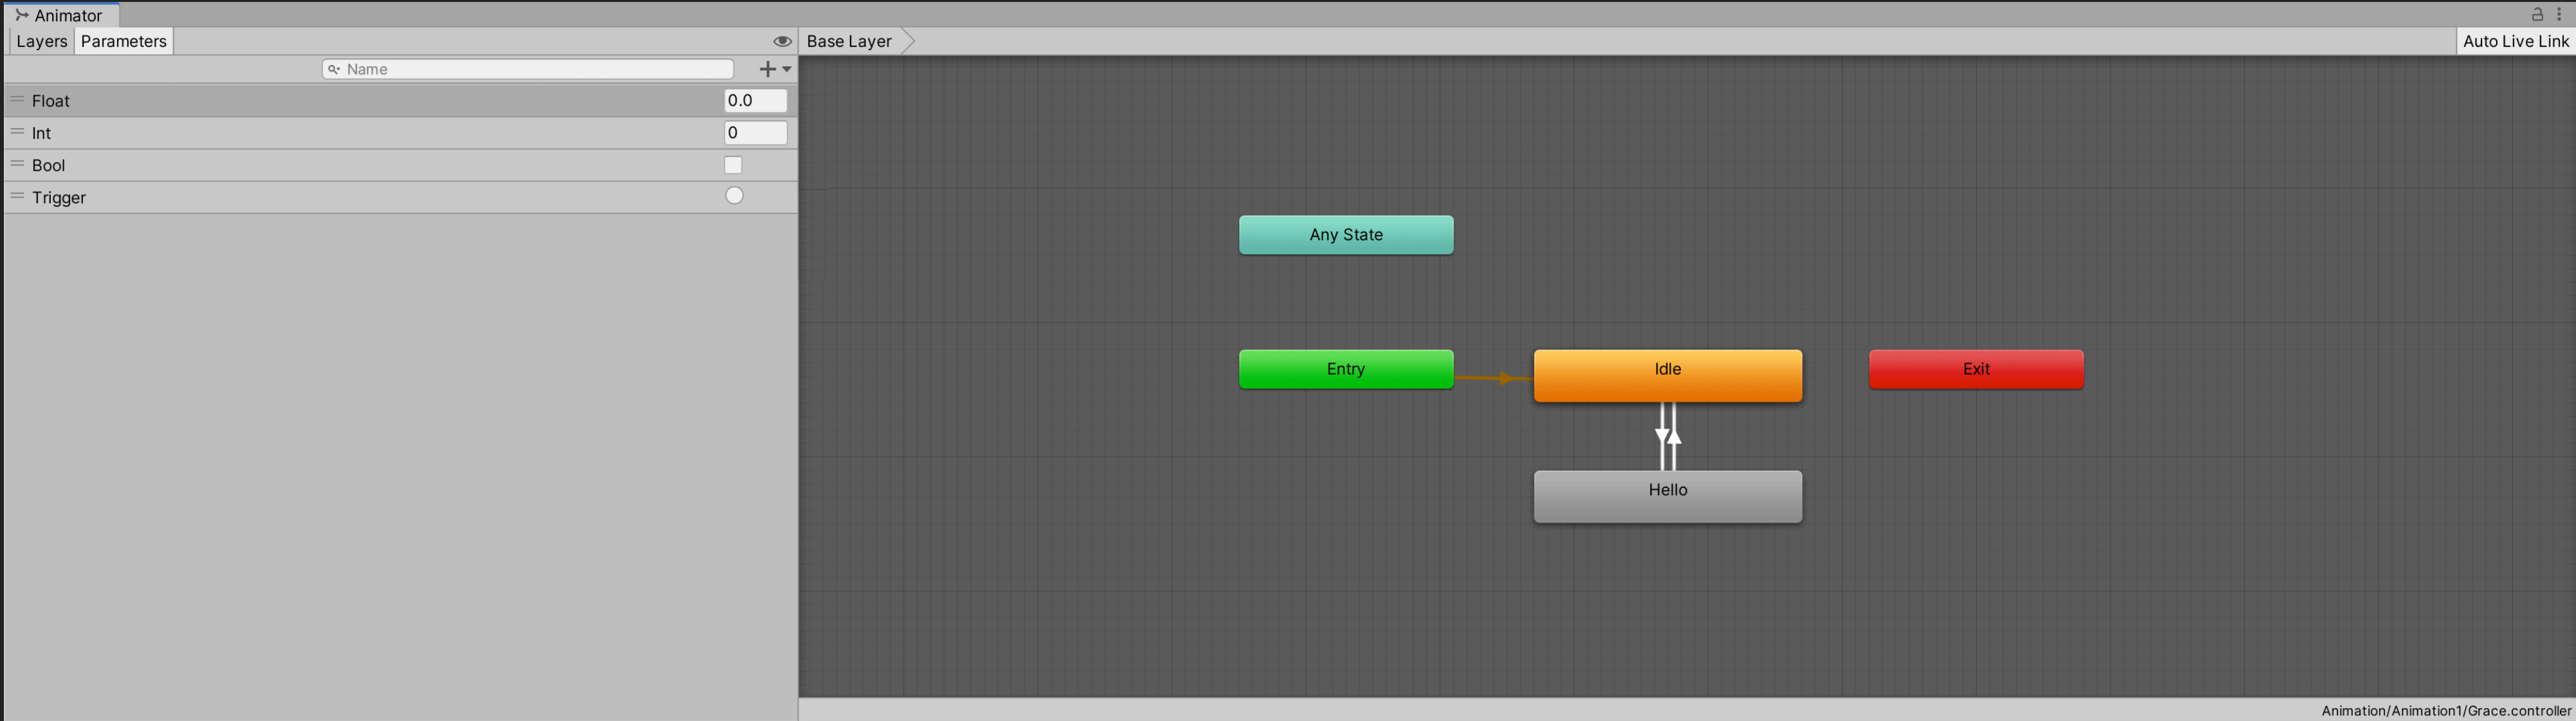 Animator
Layers Parameters
Base Layer
Auto Live Link
Name
Float 0.0
Int 0
Bool
Trigger
Any State
Entry
Idle
Exit
Hello
Animation/Animation1/Grace.controller